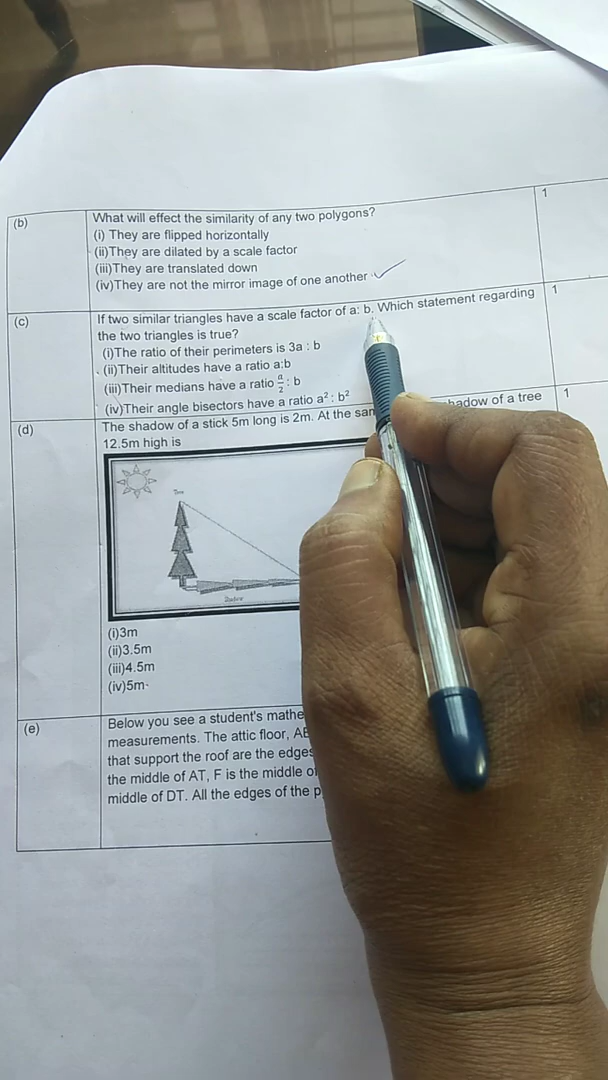 1
(b)
What will effect the similarity of any two polygons?
(i) They are flipped horizontally
(ii)They are dilated by a scale factor
(iii)They are translated down
(iv)They are not the mirror image of one another
(c)
If two similar triangles have a scale factor of a: b. Which statement regarding
1
the two triangles is true?
(i)The ratio of their perimeters is 3a : b
(ii)Their altitudes have a ratio a:b
(iii)Their medians have a ratio a/2 : b
(iv)Their angle bisectors have a ratio a² : b²
(d)
The shadow of a stick 5m long is 2m. At the hadow of a tree
1
12.5m high is
Tree
Shadow
(i)3m
(ii)3.5m
(iii)4.5m
(iv)5m
(e)
Below you see a student's
measurements. The attic floor,
that support the roof are the
the middle of AT, F is the middle
middle of DT. All the edges of the